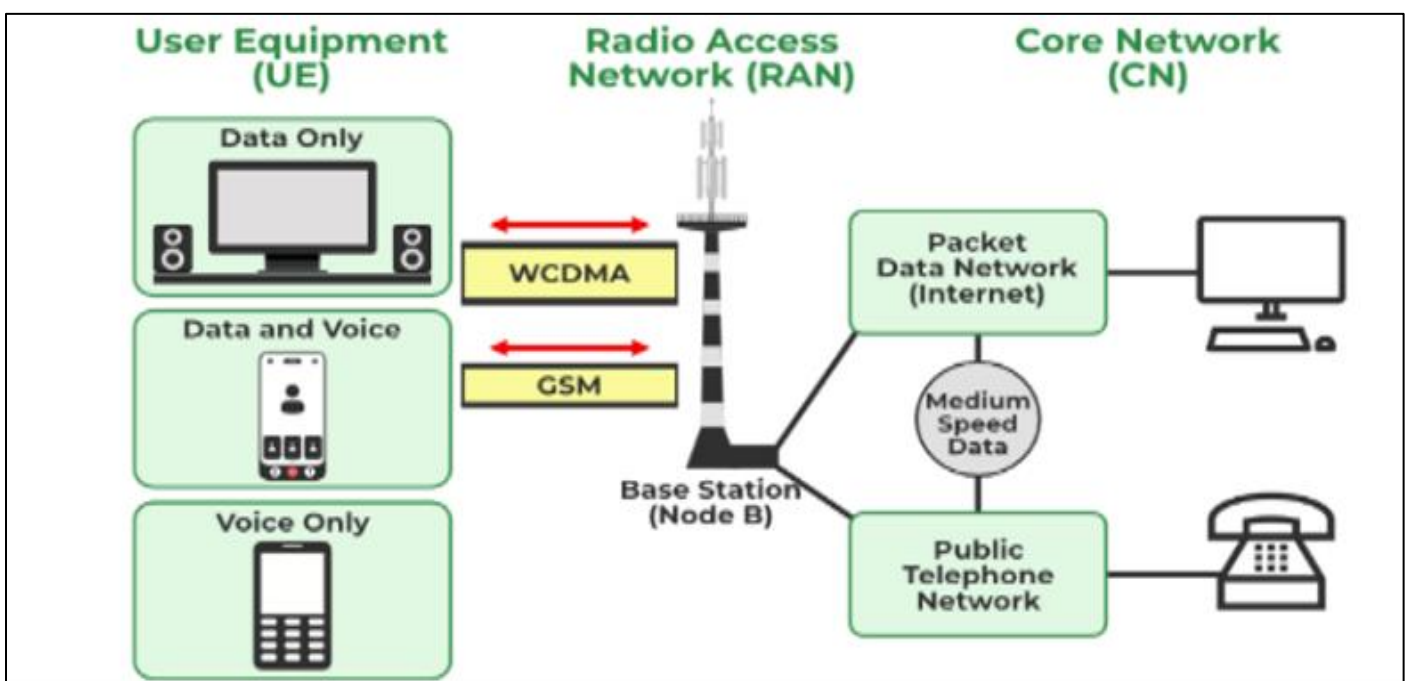 User Equipment
(UE)
Radio Access
Network (RAN)
Core Network
(CN)
Data Only
Data and Voice
Voice Only
WCDMA
GSM
Base Station
(Node B)
Packet
Data Network
(Internet)
Medium
Speed
Data
Public
Telephone
Network